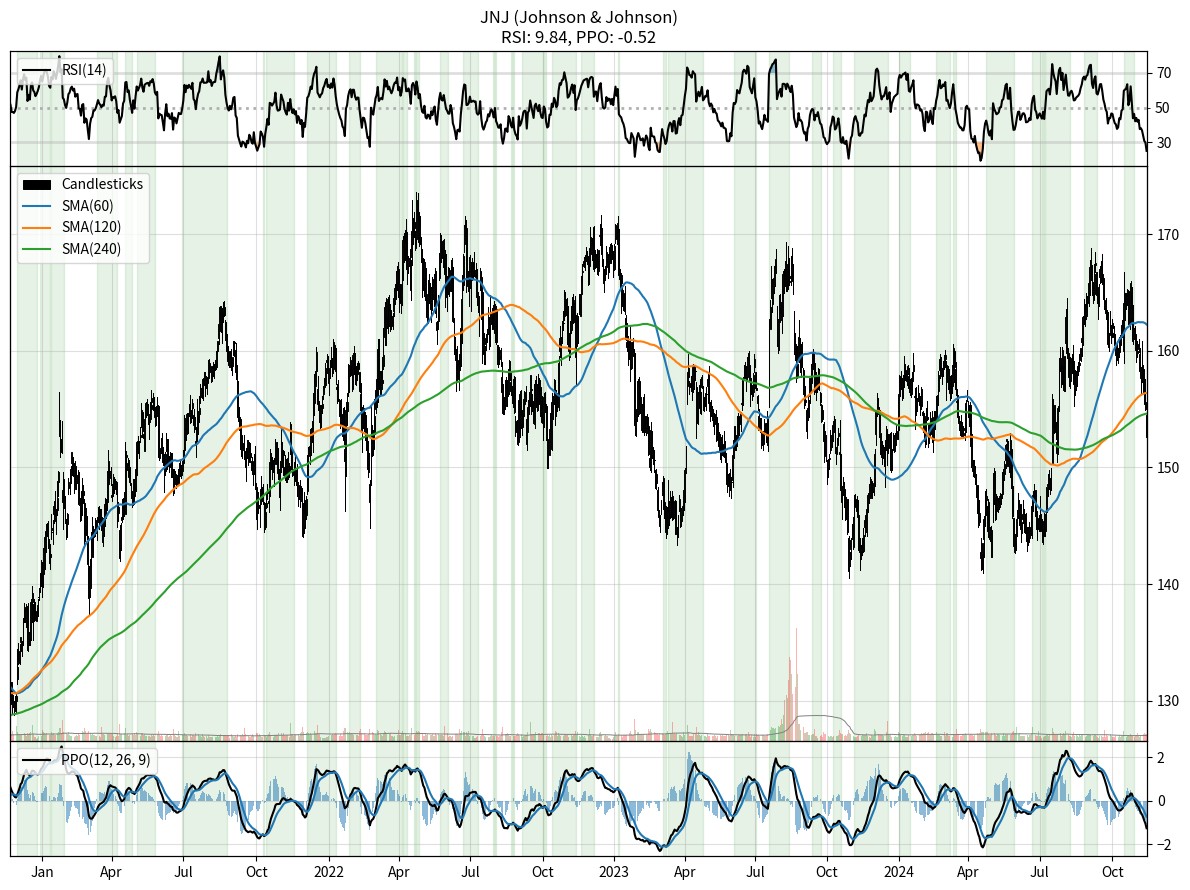 JNJ (Johnson & Johnson)
RSI: 9.84, PPO: -0.52
RSI(14)
70
50
30
Candlesticks
SMA(60)
SMA(120)
SMA(240)
170
160
150
140
130
PPO(12, 26, 9)
2
0
−2
Jan Apr Jul Oct 2022 Apr Jul Oct 2023 Apr Jul Oct 2024 Apr Jul Oct